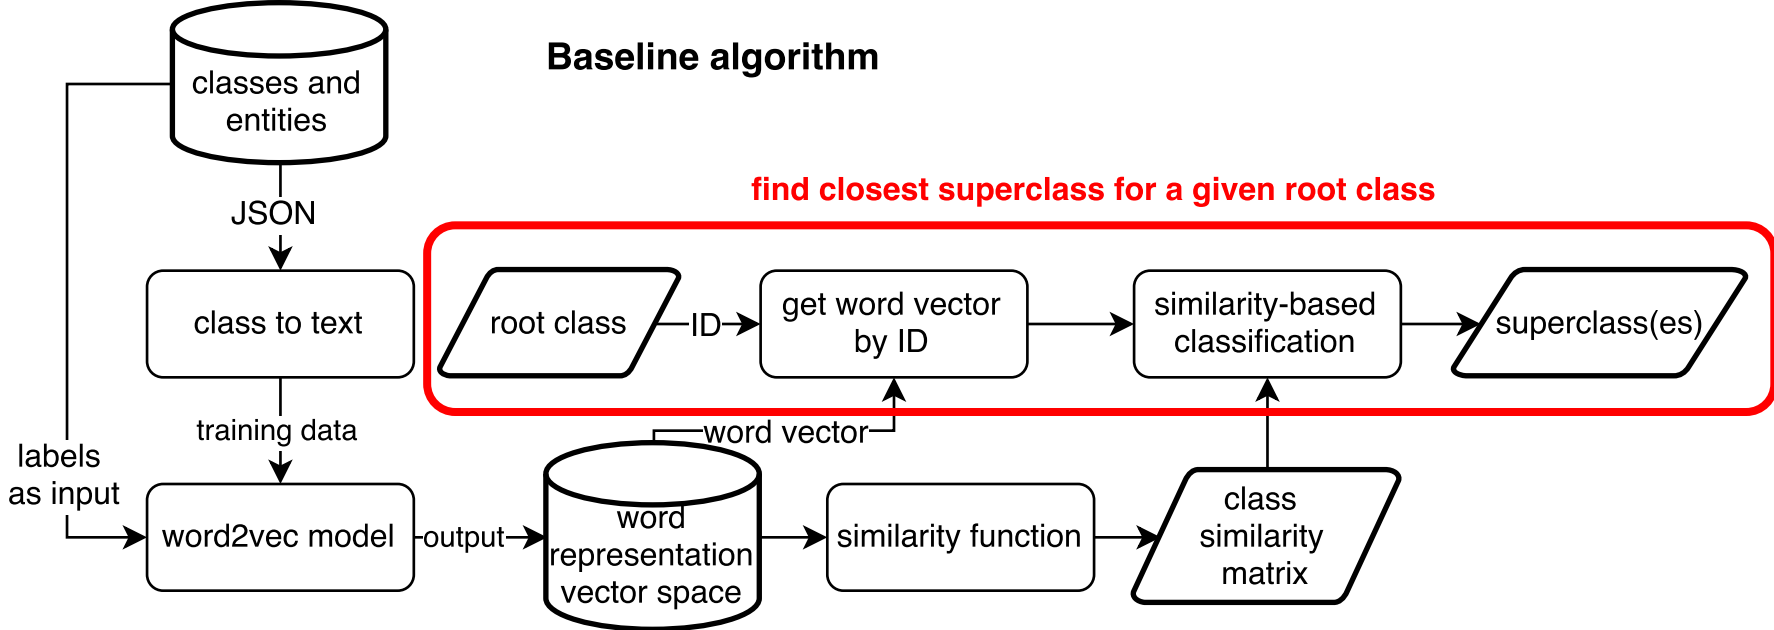 Baseline algorithm
classes and
entities
JSON
find closest superclass for a given root class
class to text
root class
ID
get word vector
by ID
similarity-based
classification
superclass(es)
training data
word vector
labels
as input
word2vec model
output
word
representation
vector space
similarity function
class
similarity
matrix